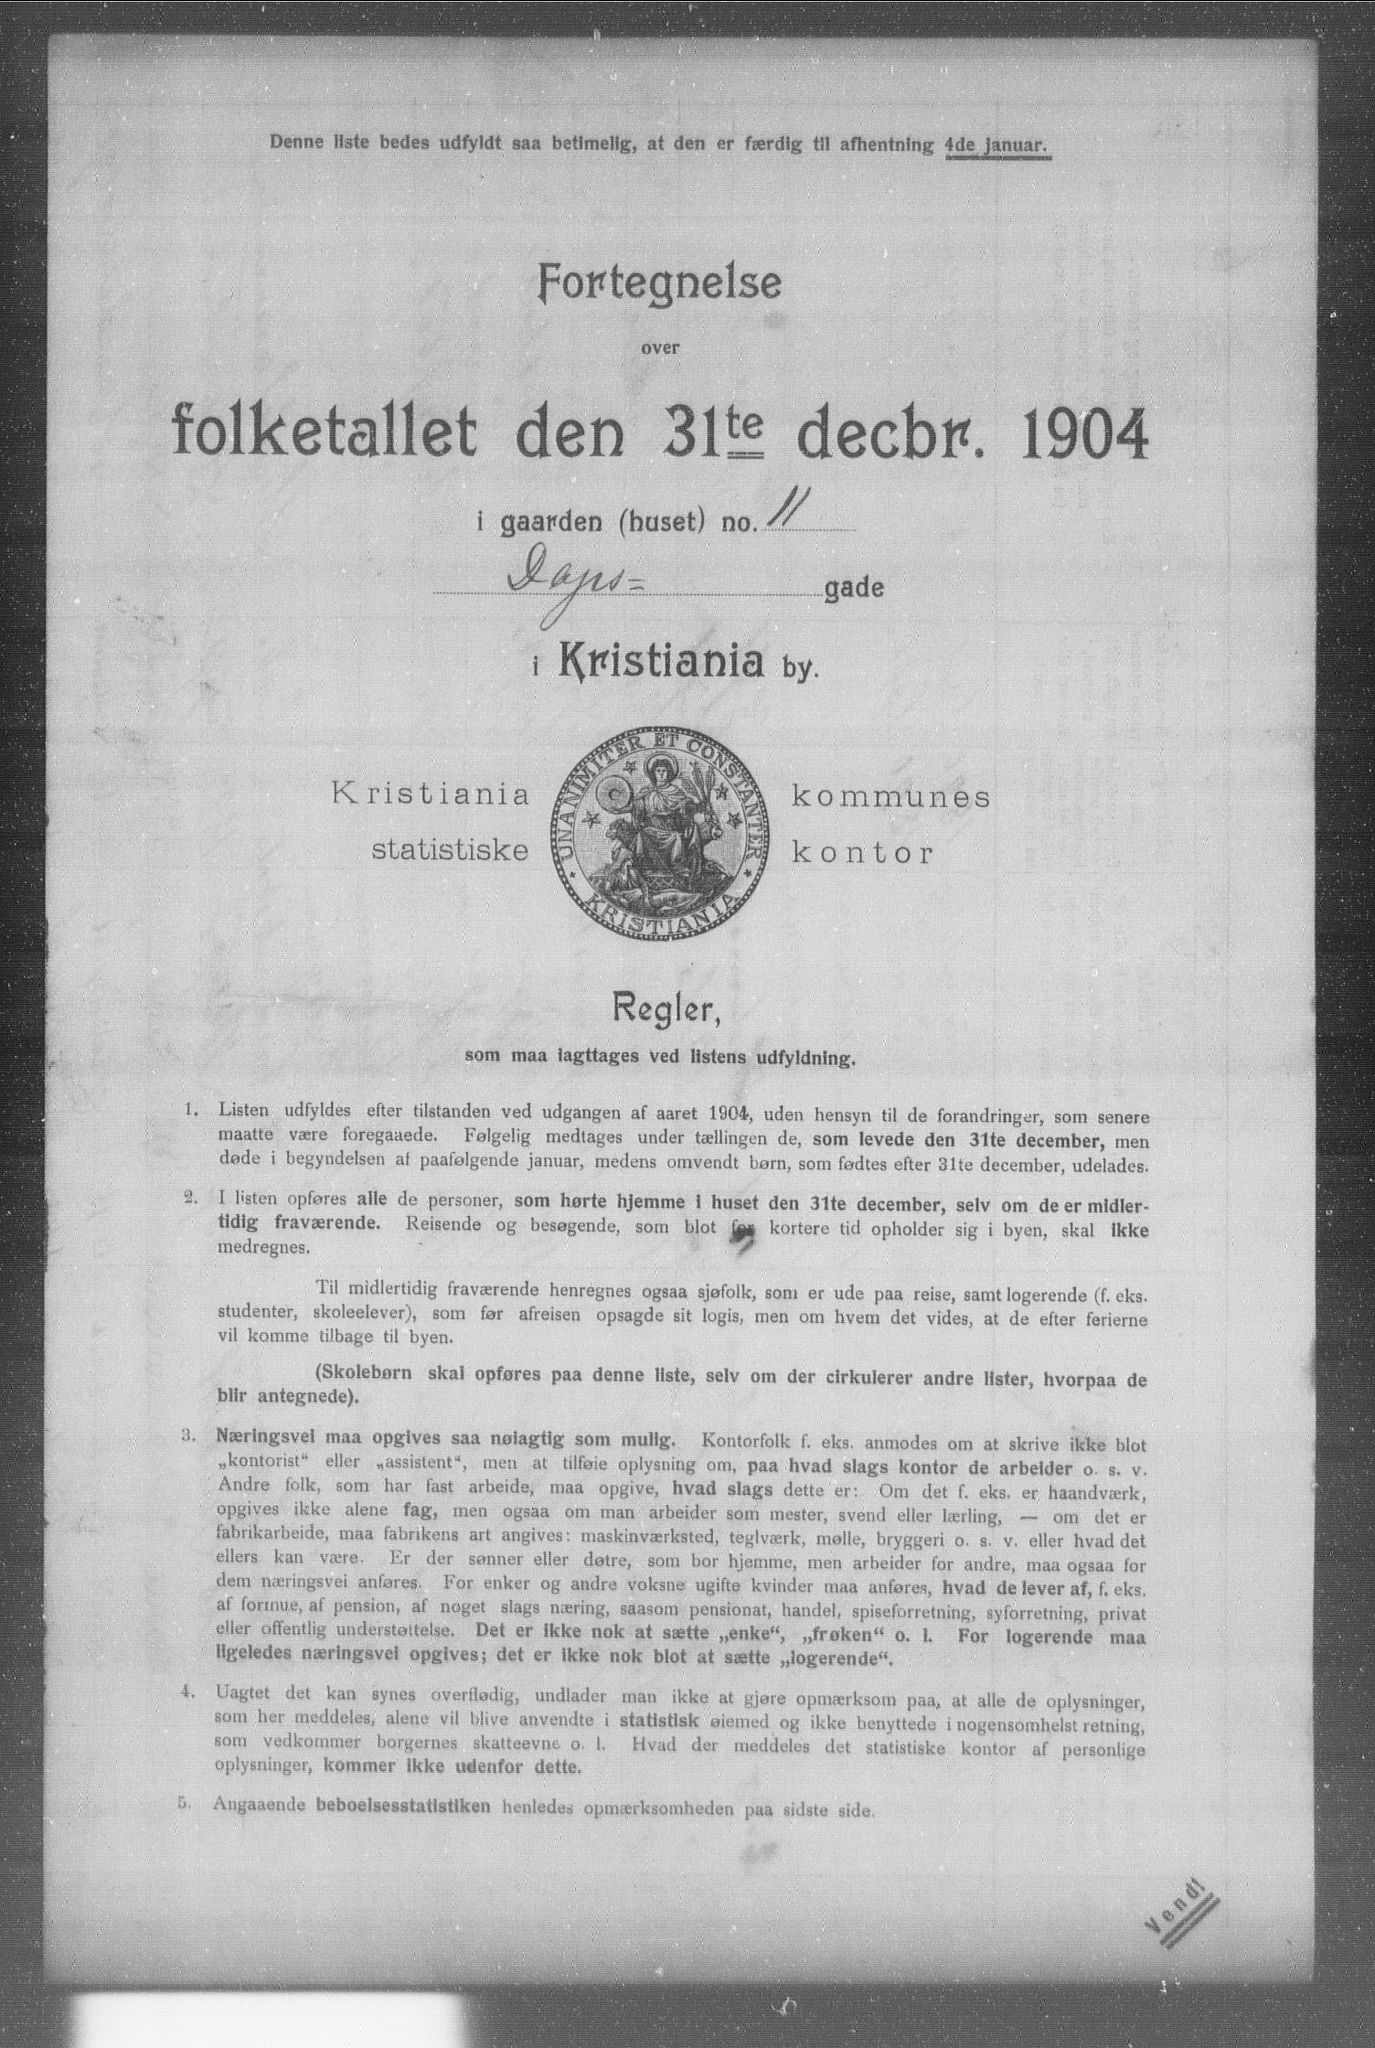 Denne liste bedes udfyldt saa betimelig, at den er færdig til afhentning 4de januar.
Fortegnelse
over
folketallet den 31te decbr. 1904
i gaarden (huset) no. 11
Daps= gade
i Kristiania by.
UNANIMITER ET CONSTANTER
KRISTIANIA
Kristiania kommunes
statistiske kontor
Regler,
som maa iagttages ved listens udfyldning.
1. Listen udfyldes efter tilstanden ved udgangen af aaret 1904, uden hensyn til de forandringer, som senere
maatte være foregaaede. Følgelig medtages under tællingen de, som levede den 31te december, men
døde i begyndelsen af paafølgende januar, medens omvendt børn, som fødtes efter 31te december, udelades.
2. I listen opføres alle de personer, som hørte hjemme i huset den 31te december, selv om de er midler-
tidig fraværende. Reisende og besøgende, som blot for kortere tid opholder sig i byen, skal ikke
medregnes.
Til midlertidig fraværende henregnes ogsaa sjøfolk, som er ude paa reise, samt logerende (f. eks.
studenter, skoleelever), som før afreisen opsagde sit logis, men om hvem det vides, at de efter ferierne
vil komme tilbage til byen.
(Skolebørn skal opføres paa denne liste, selv om der cirkulerer andre lister, hvorpaa de
blir antegnede).
3. Næringsvei maa opgives saa nøiagtig som mulig. Kontorfolk f. eks. anmodes om at skrive ikke blot
„kontorist“ eller „assistent“, men at tilføie oplysning om, paa hvad slags kontor de arbeider o. s. v.
Andre folk, som har fast arbeide, maa opgive, hvad slags dette er: Om det f. eks. er haandværk,
opgives ikke alene fag, men ogsaa om man arbeider som mester, svend eller lærling, — om det er
fabrikarbeide, maa fabrikens art angives: maskinværksted, teglværk, mølle, bryggeri o. s. v. eller hvad det
ellers kan være. Er der sønner eller døtre, som bor hjemme, men arbeider for andre, maa ogsaa for
dem næringsvei anføres. For enker og andre voksne ugifte kvinder maa anføres, hvad de lever af, f. eks.
af formue, af pension, af noget slags næring, saasom pensionat, handel, spiseforretning, syforretning, privat
eller offentlig understøttelse. Det er ikke nok at sætte „enke“, „frøken“ o. l. For logerende maa
ligeledes næringsvei opgives; det er ikke nok blot at sætte „logerende“.
4. Uagtet det kan synes overflødig, undlader man ikke at gjøre opmærksom paa, at alle de oplysninger,
som her meddeles, alene vil blive anvendte i statistisk øiemed og ikke benyttede i nogensomhelst retning,
som vedkommer borgernes skatteevne o. l. Hvad der meddeles det statistiske kontor af personlige
oplysninger, kommer ikke udenfor dette.
5. Angaaende beboelsesstatistiken henledes opmærksomheden paa sidste side.
Vend!